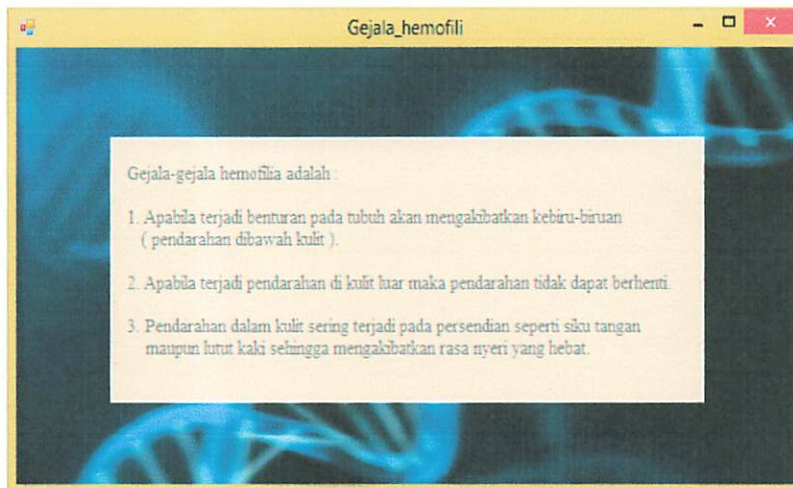 Gejala_hemofili
Gejala-gejala hemofilia adalah :
1. Apabila terjadi benturan pada tubuh akan mengakibatkan kebiru-biruan
( pendarahan dibawah kulit ).
2. Apabila terjadi pendarahan di kulit luar maka pendarahan tidak dapat berhenti.
3. Pendarahan dalam kulit sering terjadi pada persendian seperti siku tangan
maupun lutut kaki sehingga mengakibatkan rasa nyeri yang hebat.